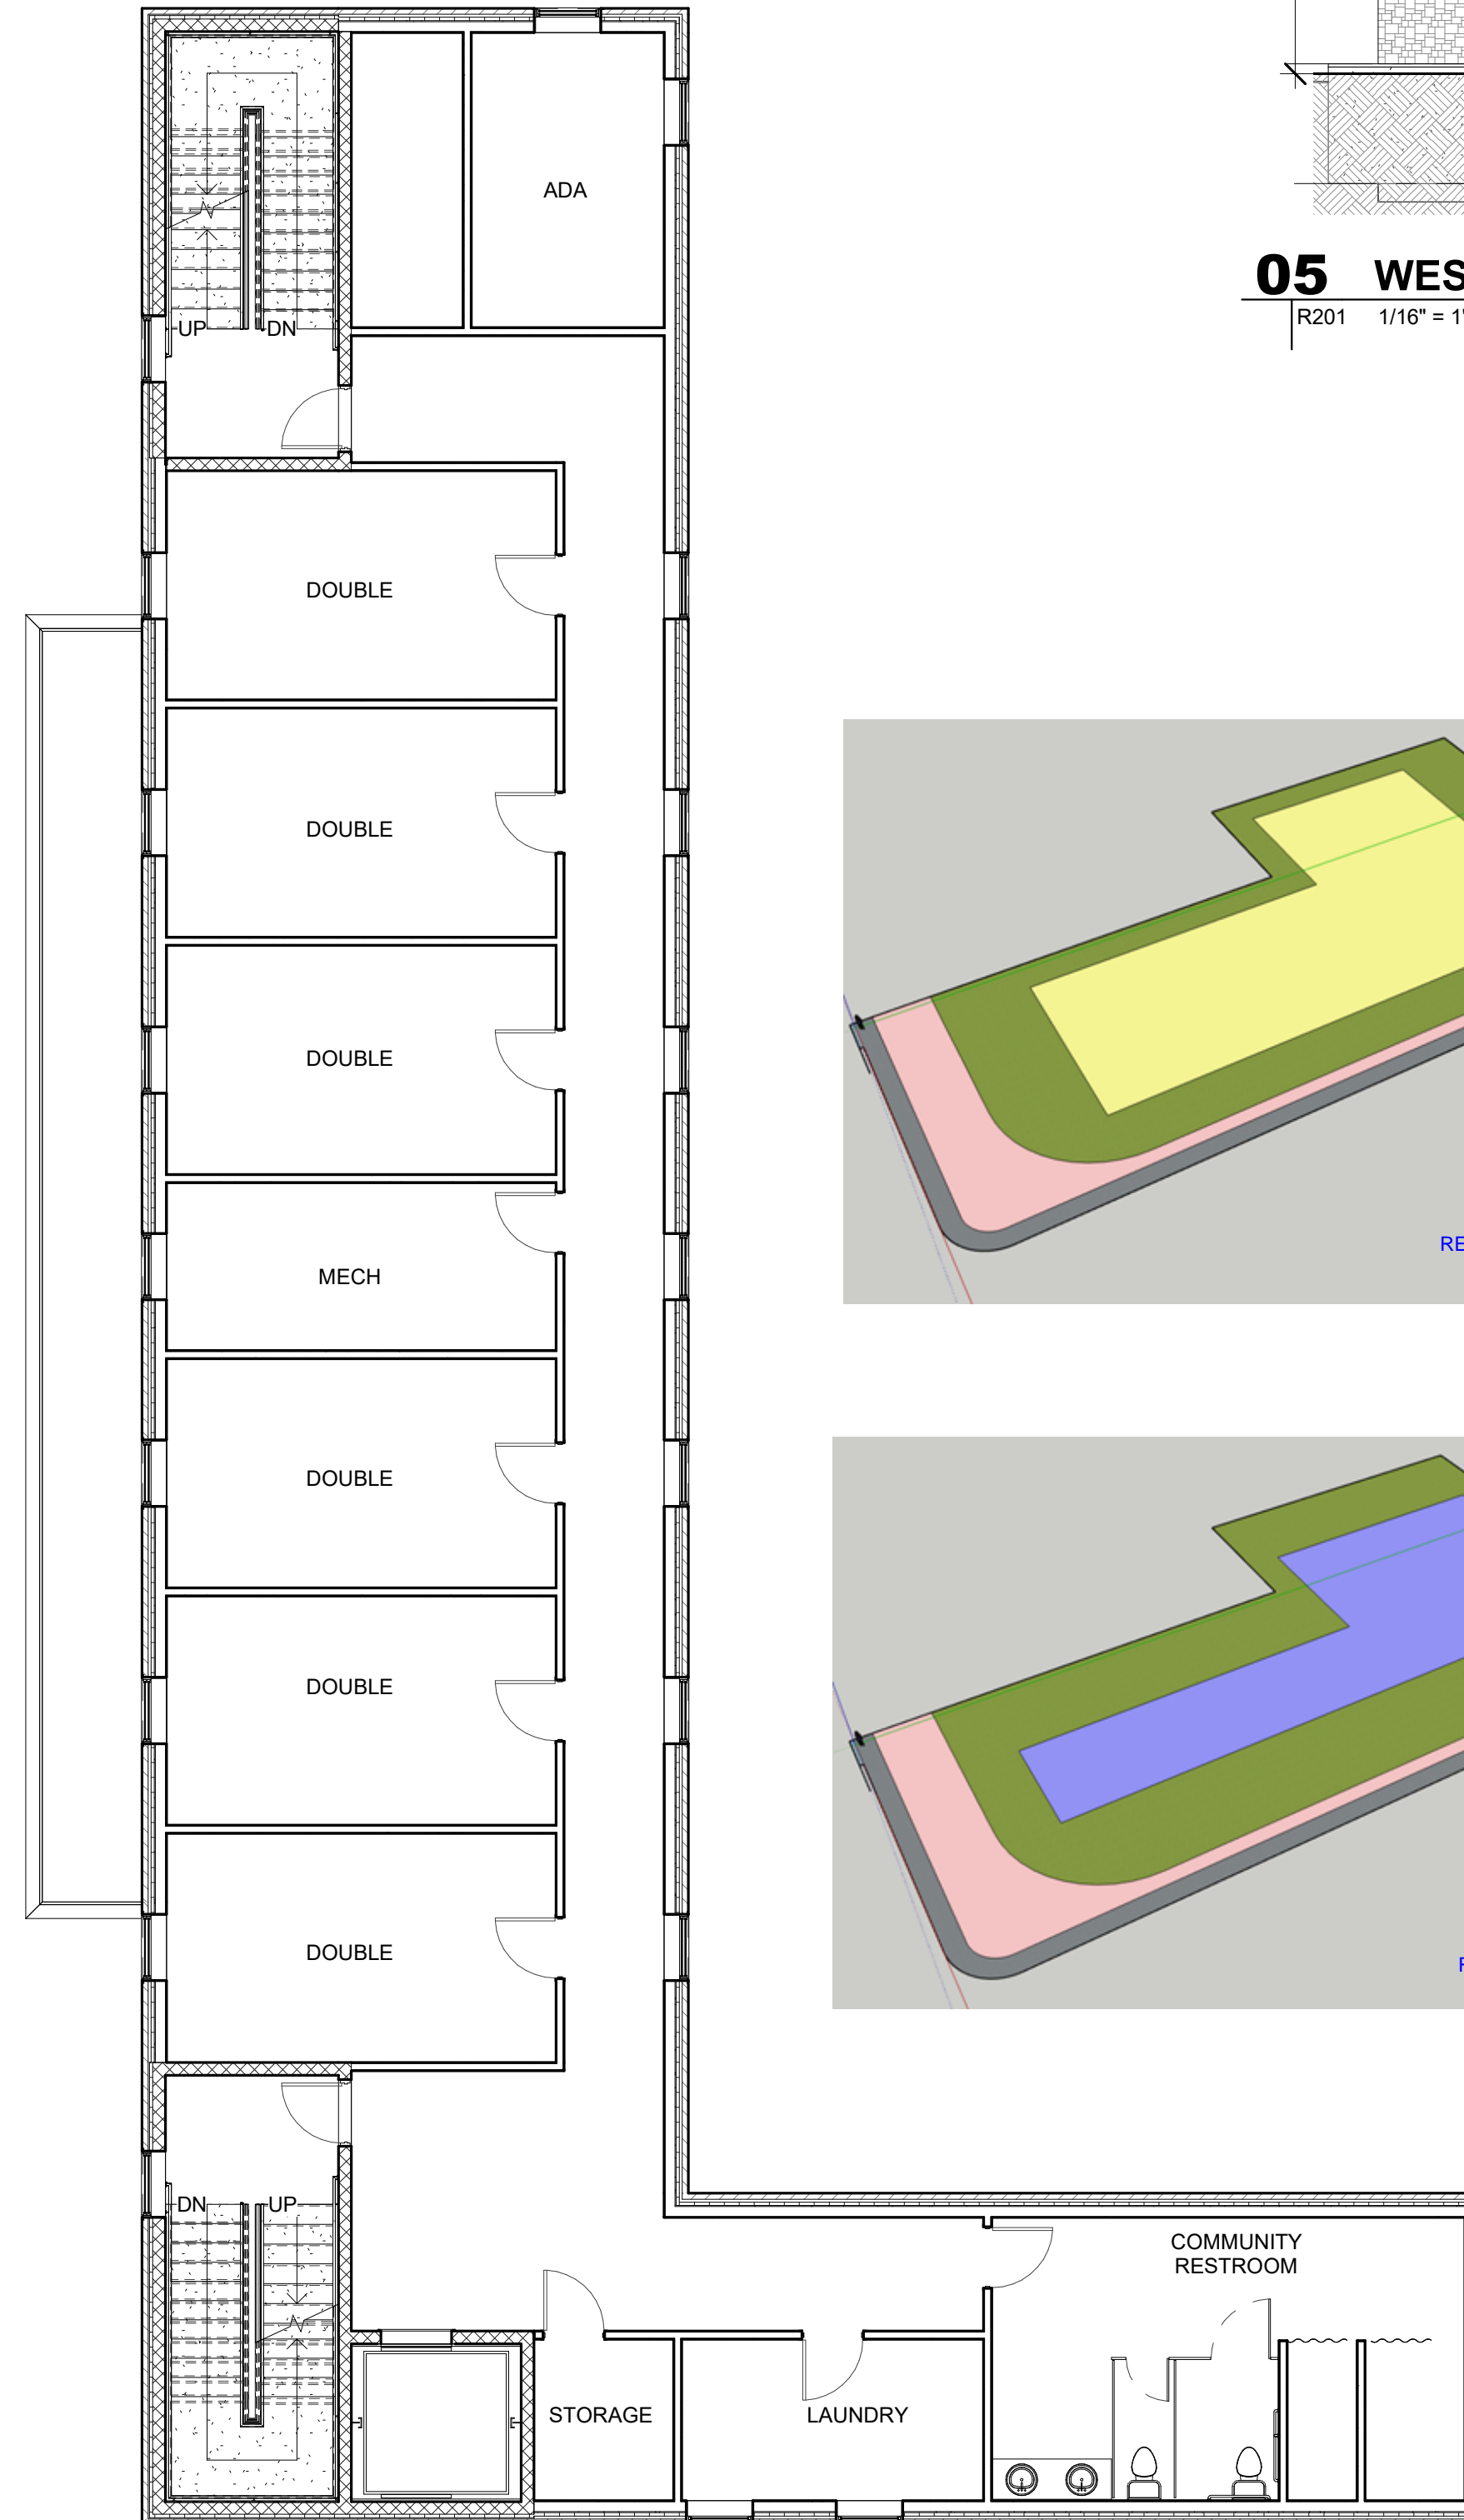 ADA
05 WES
R201 1/16" = 1'
UP DN
DOUBLE
DOUBLE
DOUBLE
RE
MECH
DOUBLE
DOUBLE
DOUBLE
DN UP
COMMUNITY
RESTROOM
STORAGE
LAUNDRY